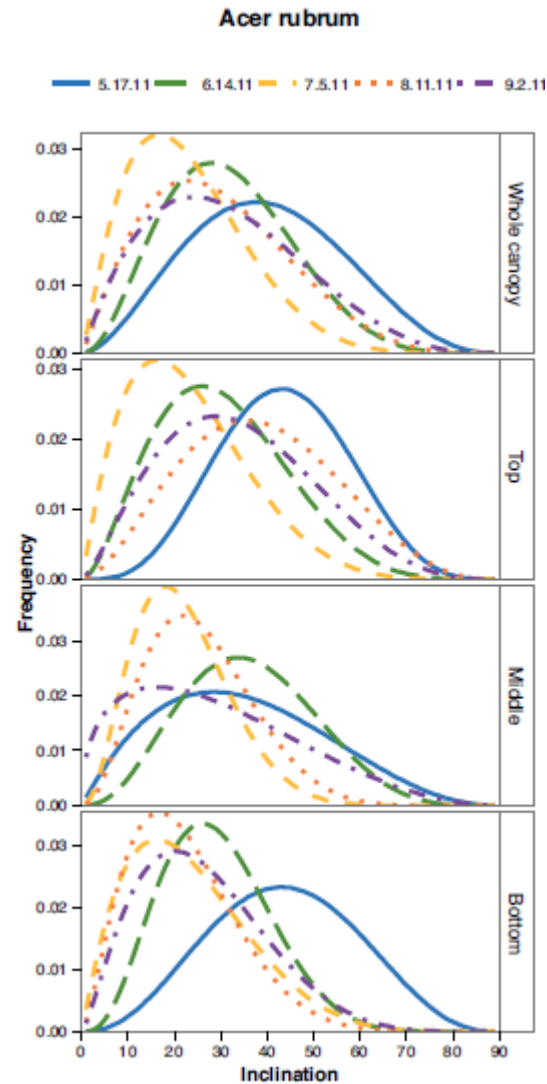 Acer rubrum
5.17.11 6.14.11 7.5.11 8.11.11 9.2.11
0.03
0.02
0.01
0.00
Whole canopy
0.03
0.02
0.01
0.00
Top
Frequency
0.03
0.02
0.01
0.00
Middle
0.03
0.02
0.01
0.00
Bottom
0 10 20 30 40 50 60 70 80 90
Inclination